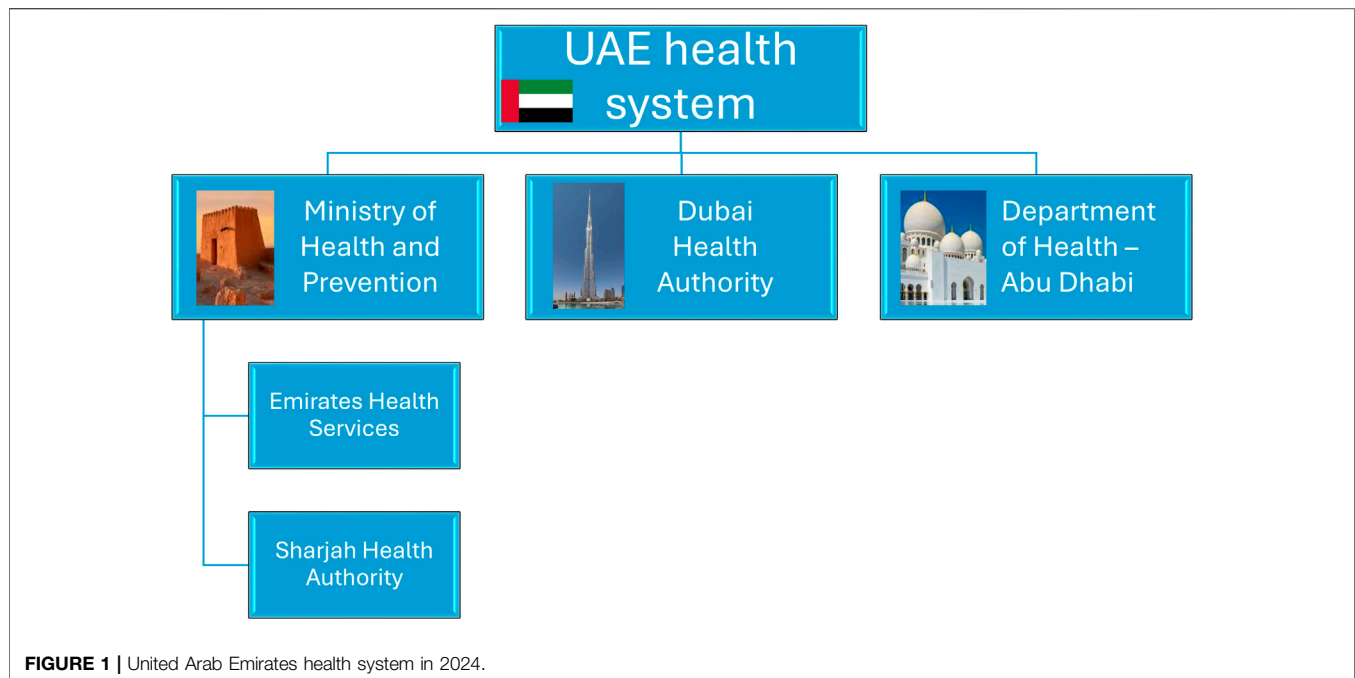 UAE health
system
Ministry of
Health and
Prevention
Dubai
Health
Authority
Department
of Health –
Abu Dhabi
Emirates Health
Services
Sharjah Health
Authority
FIGURE 1 | United Arab Emirates health system in 2024.